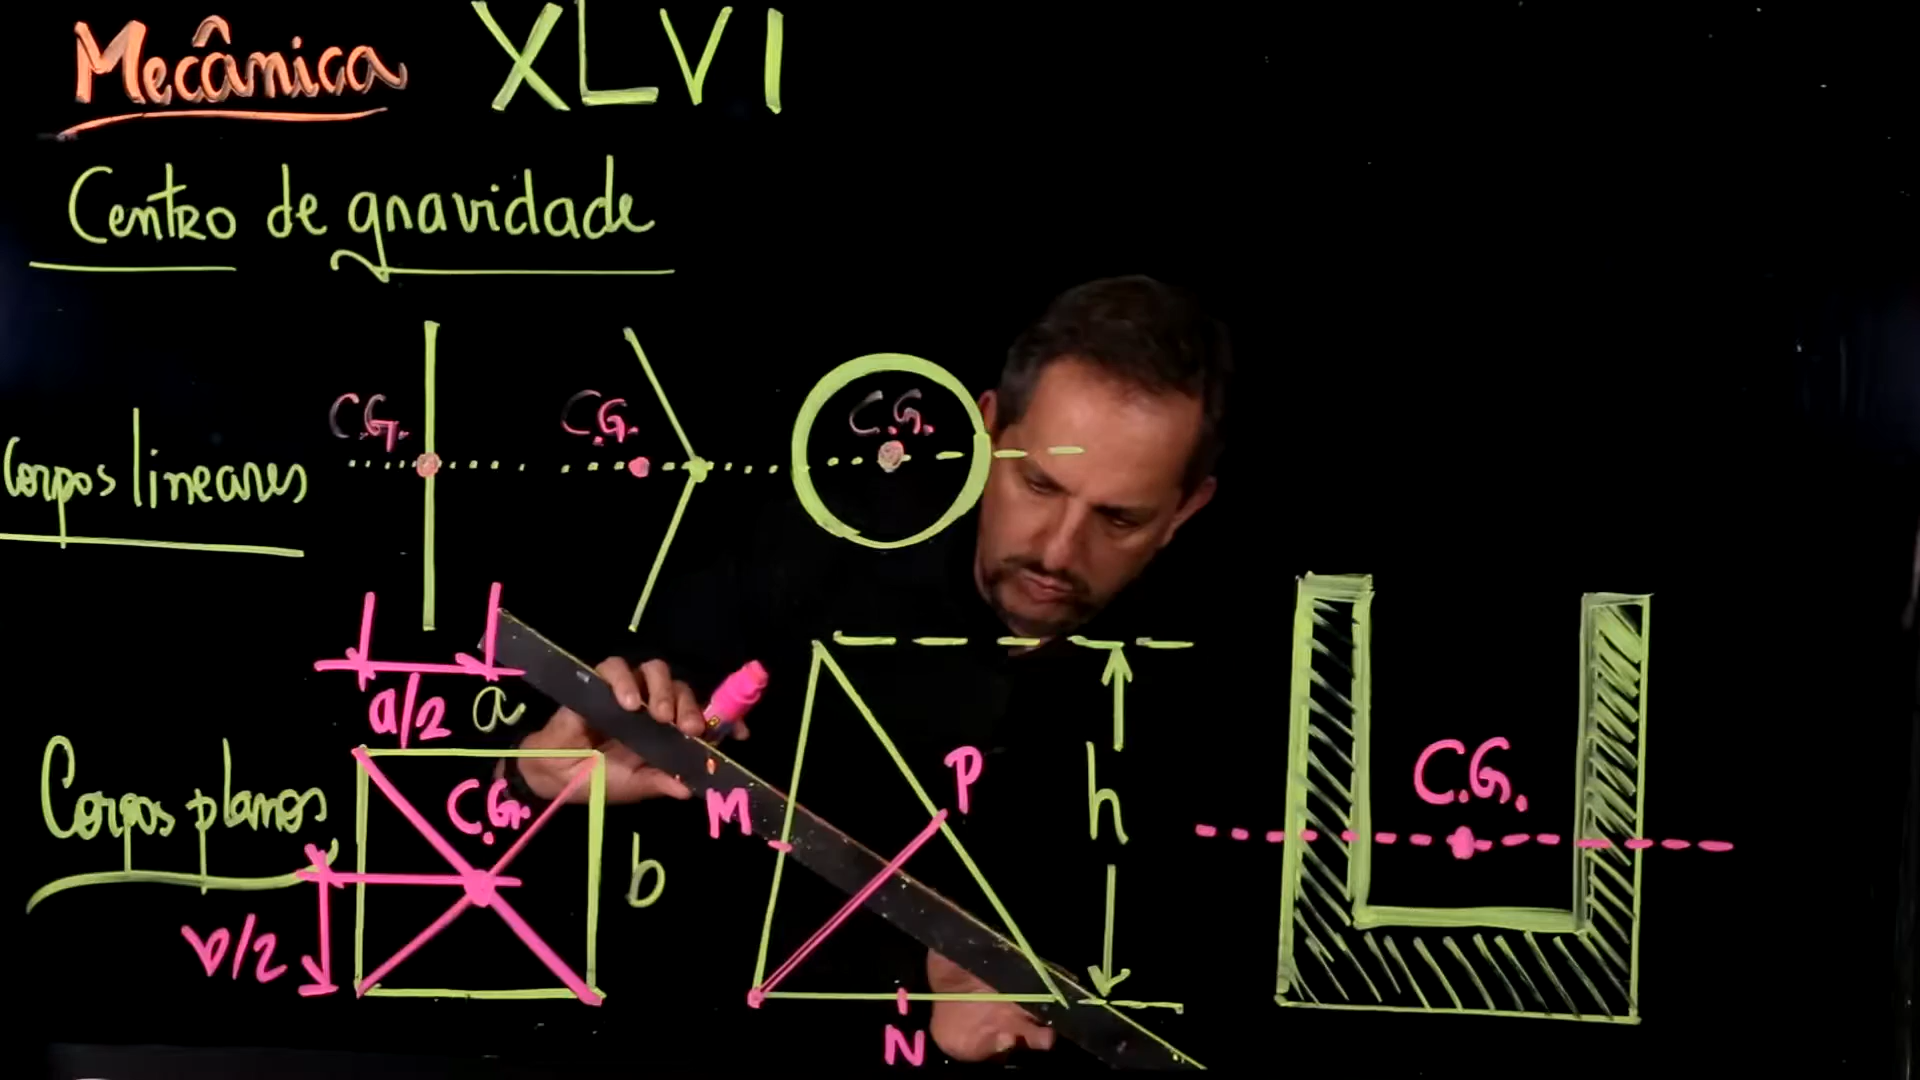 Mecânica XLVI
Centro de gravidade
C.G. C.G. C.G.
Corpos lineares
a/2 a
Corpos planos
C.G. b
b/2
M P h
N
C.G.